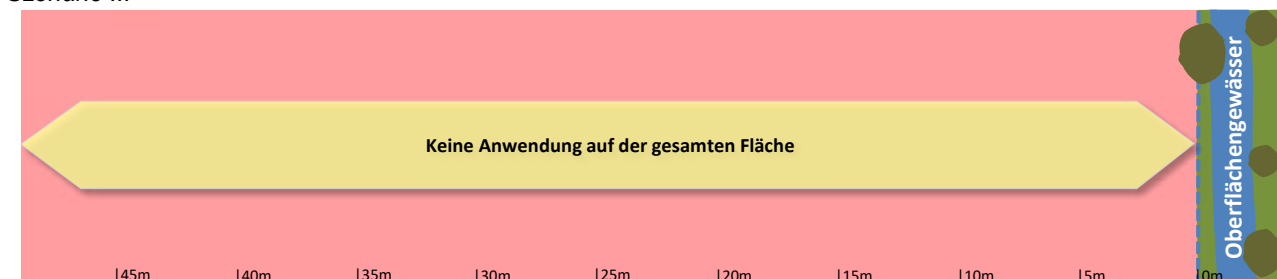 Keine Anwendung auf der gesamten Fläche
Oberflächengewässer
|45m |40m |35m |30m |25m |20m |15m |10m |5m |0m